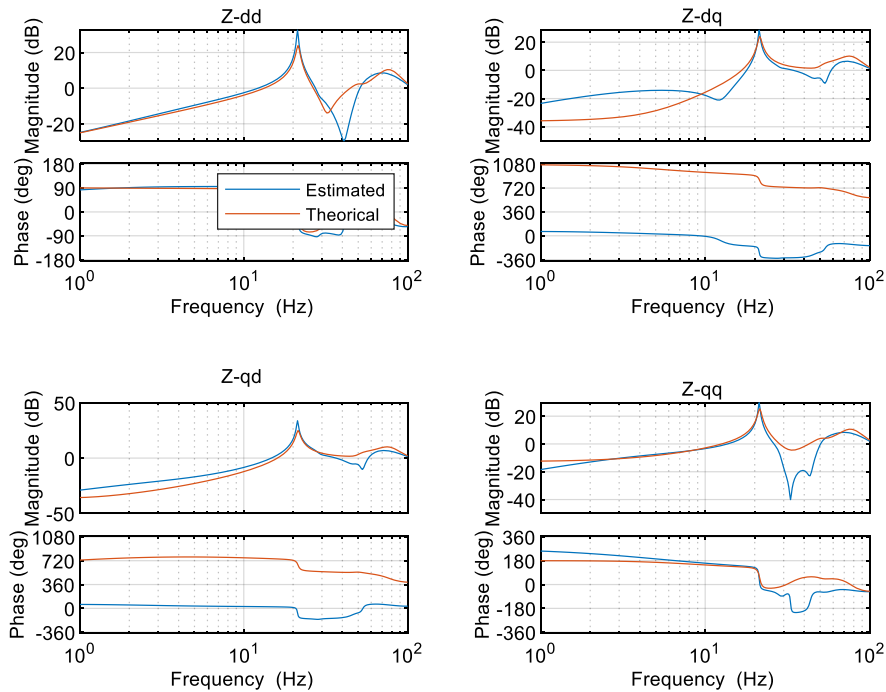 Z-dd
Magnitude (dB)
20
0
-20
Phase (deg)
180
90
0
-90
-180
Estimated
Theorical
10^0
10^1
10^2
Frequency (Hz)
Z-dq
Magnitude (dB)
20
0
-20
-40
Phase (deg)
1080
720
360
0
-360
10^0
10^1
10^2
Frequency (Hz)
Z-qd
Magnitude (dB)
50
0
-50
Phase (deg)
1080
720
360
0
-360
10^0
10^1
10^2
Frequency (Hz)
Z-qq
Magnitude (dB)
20
0
-20
-40
Phase (deg)
360
180
0
-180
-360
10^0
10^1
10^2
Frequency (Hz)